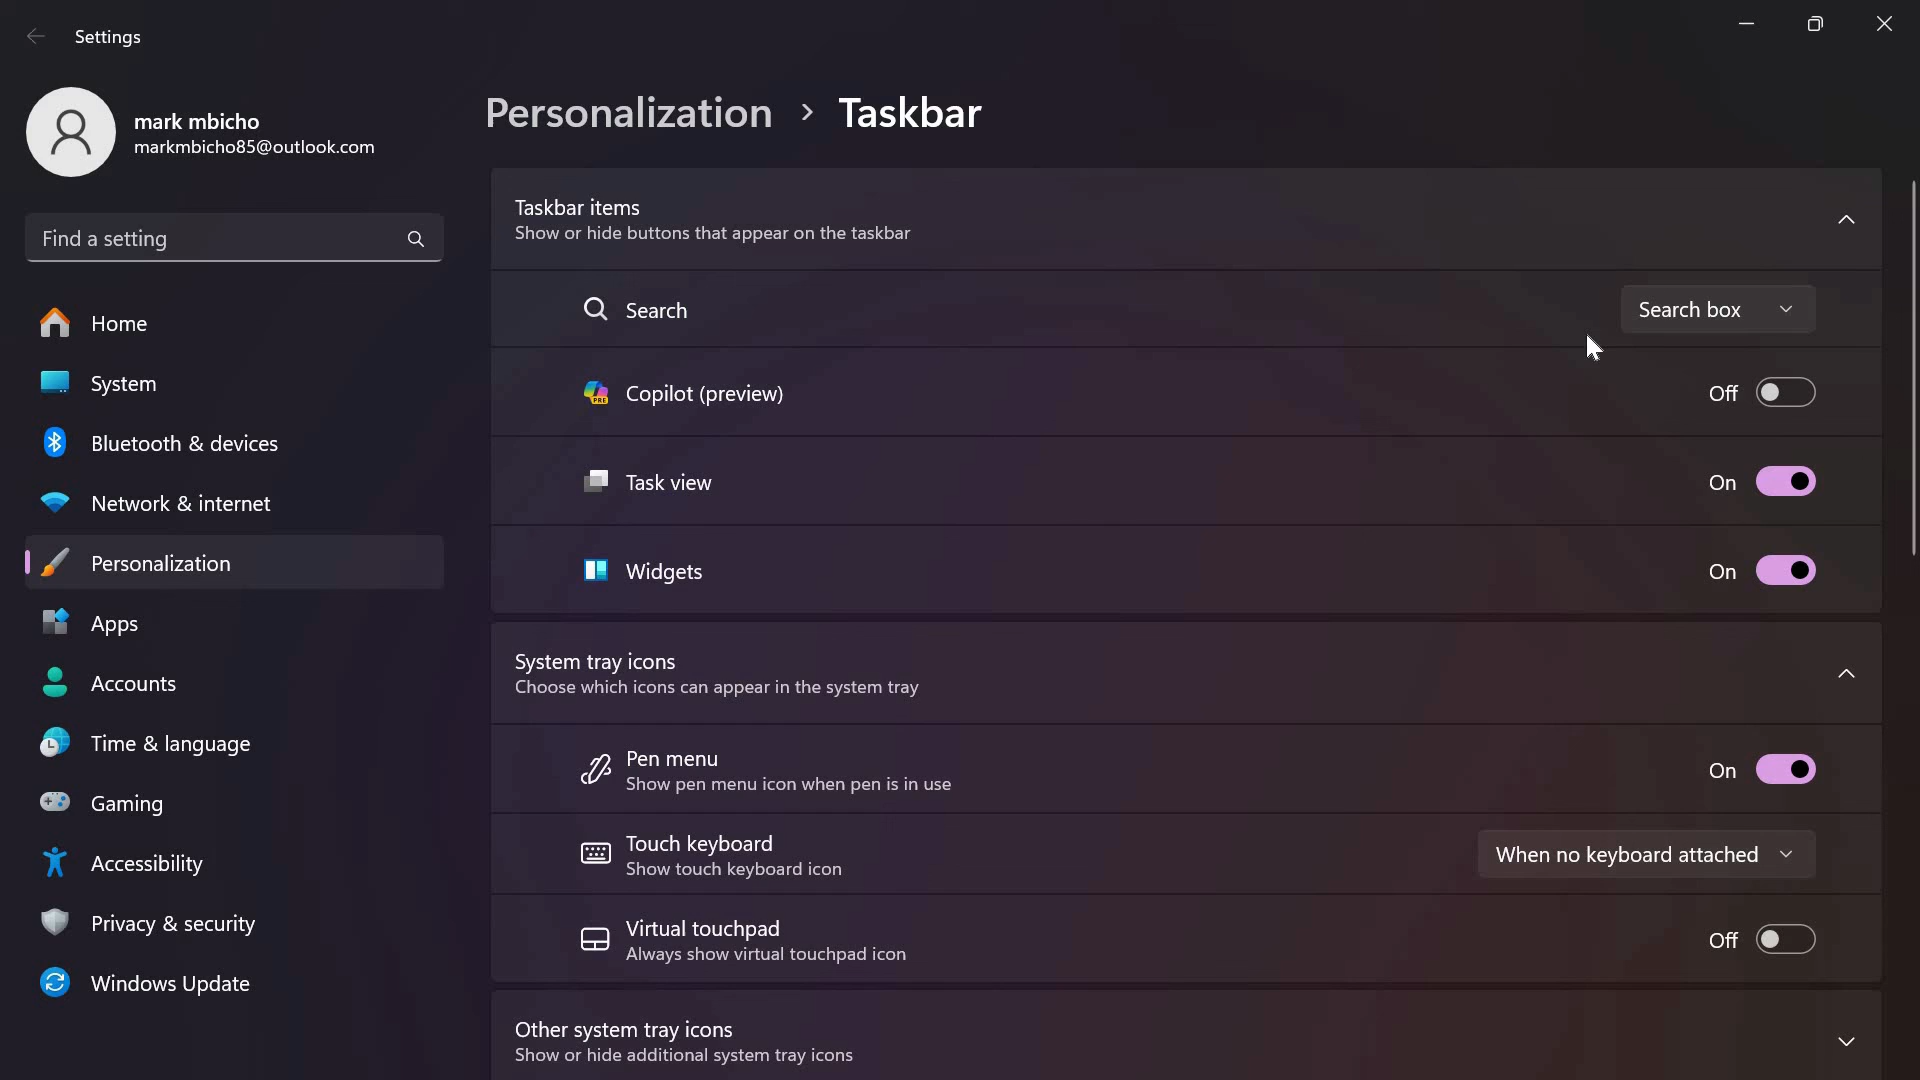 Settings
mark mbicho
markmbicho85@outlook.com
Find a setting
Home
System
Bluetooth & devices
Network & internet
Personalization
Apps
Accounts
Time & language
Gaming
Accessibility
Privacy & security
Windows Update
Personalization > Taskbar
Taskbar items
Show or hide buttons that appear on the taskbar
Search
Search box
Copilot (preview)
Off
Task view
On
Widgets
On
System tray icons
Choose which icons can appear in the system tray
Pen menu
Show pen menu icon when pen is in use
On
Touch keyboard
Show touch keyboard icon
When no keyboard attached
Virtual touchpad
Always show virtual touchpad icon
Off
Other system tray icons
Show or hide additional system tray icons